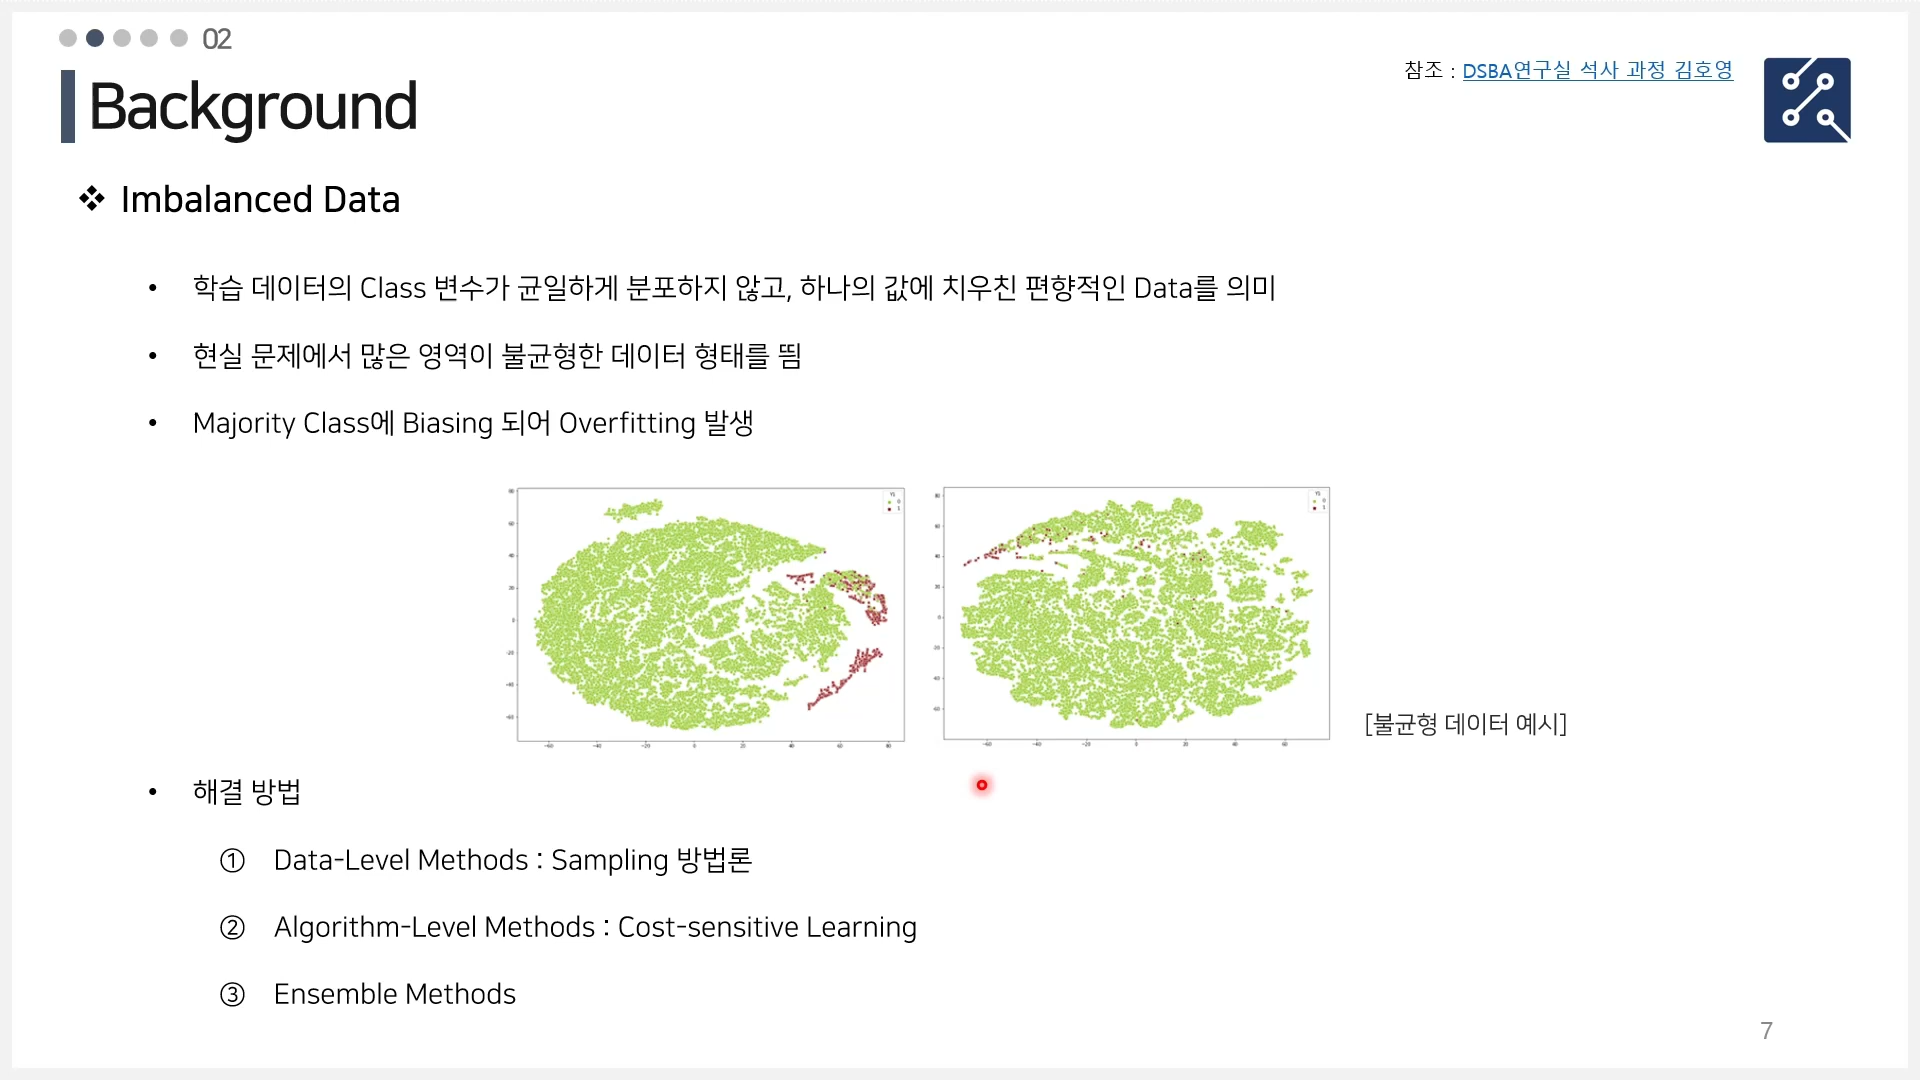 02
참조 : DSBA연구실 석사 과정 김호영
Background
❖ Imbalanced Data
• 학습 데이터의 Class 변수가 균일하게 분포하지 않고, 하나의 값에 치우친 편향적인 Data를 의미
• 현실 문제에서 많은 영역이 불균형한 데이터 형태를 띔
• Majority Class에 Biasing 되어 Overfitting 발생
[불균형 데이터 예시]
• 해결 방법
① Data-Level Methods : Sampling 방법론
② Algorithm-Level Methods : Cost-sensitive Learning
③ Ensemble Methods
7